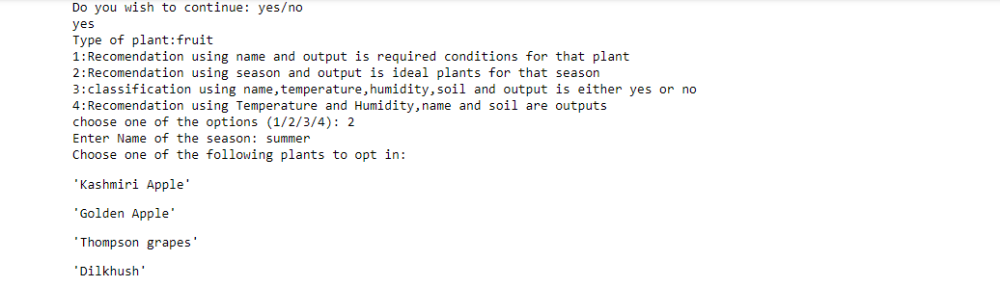 Do you wish to continue: yes/no
yes
Type of plant:fruit
1:Recomendation using name and output is required conditions for that plant
2:Recomendation using season and output is ideal plants for that season
3:classification using name,temperature,humidity,soil and output is either yes or no
4:Recomendation using Temperature and Humidity,name and soil are outputs
choose one of the options (1/2/3/4): 2
Enter Name of the season: summer
Choose one of the following plants to opt in:
'Kashmiri Apple'
'Golden Apple'
'Thompson grapes'
'Dilkhush'